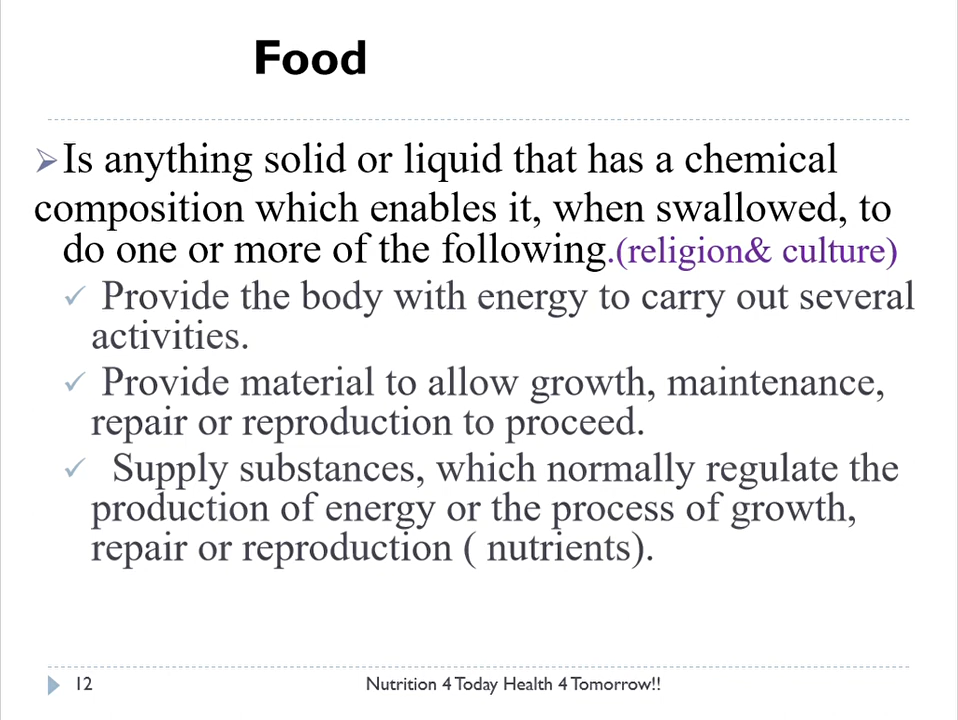 Food
Is anything solid or liquid that has a chemical
composition which enables it, when swallowed, to
do one or more of the following.(religion& culture)
Provide the body with energy to carry out several
activities.
Provide material to allow growth, maintenance,
repair or reproduction to proceed.
Supply substances, which normally regulate the
production of energy or the process of growth,
repair or reproduction ( nutrients).
12 Nutrition 4 Today Health 4 Tomorrow!!